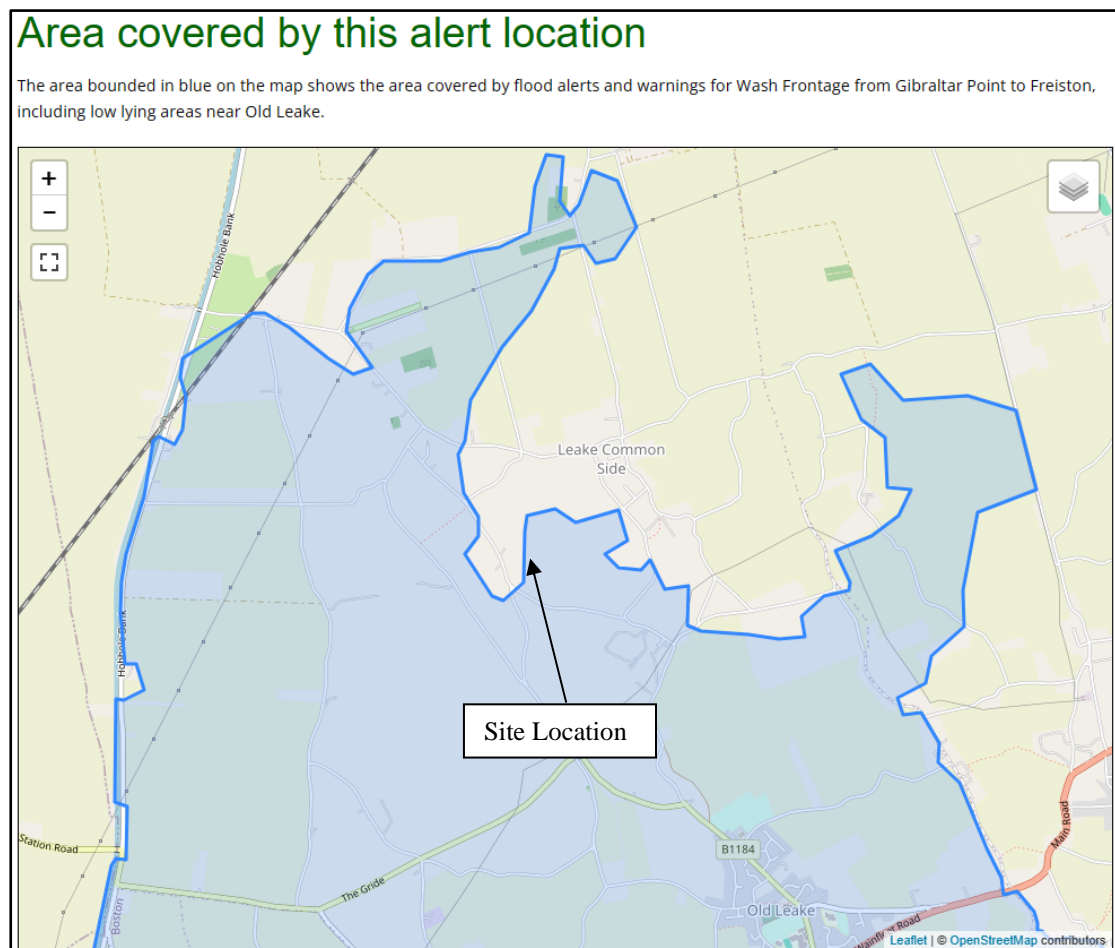 Area covered by this alert location
The area bounded in blue on the map shows the area covered by flood alerts and warnings for Wash Frontage from Gibraltar Point to Freiston,
including low lying areas near Old Leake.
+
−
Hobhole Bank
Leake Common
Side
Hobhole Bank
Site Location
Main Road
Station Road
B1184
The Gride
Boston
Old Leake
Wainfleet Road
Leaflet | © OpenStreetMap contributors